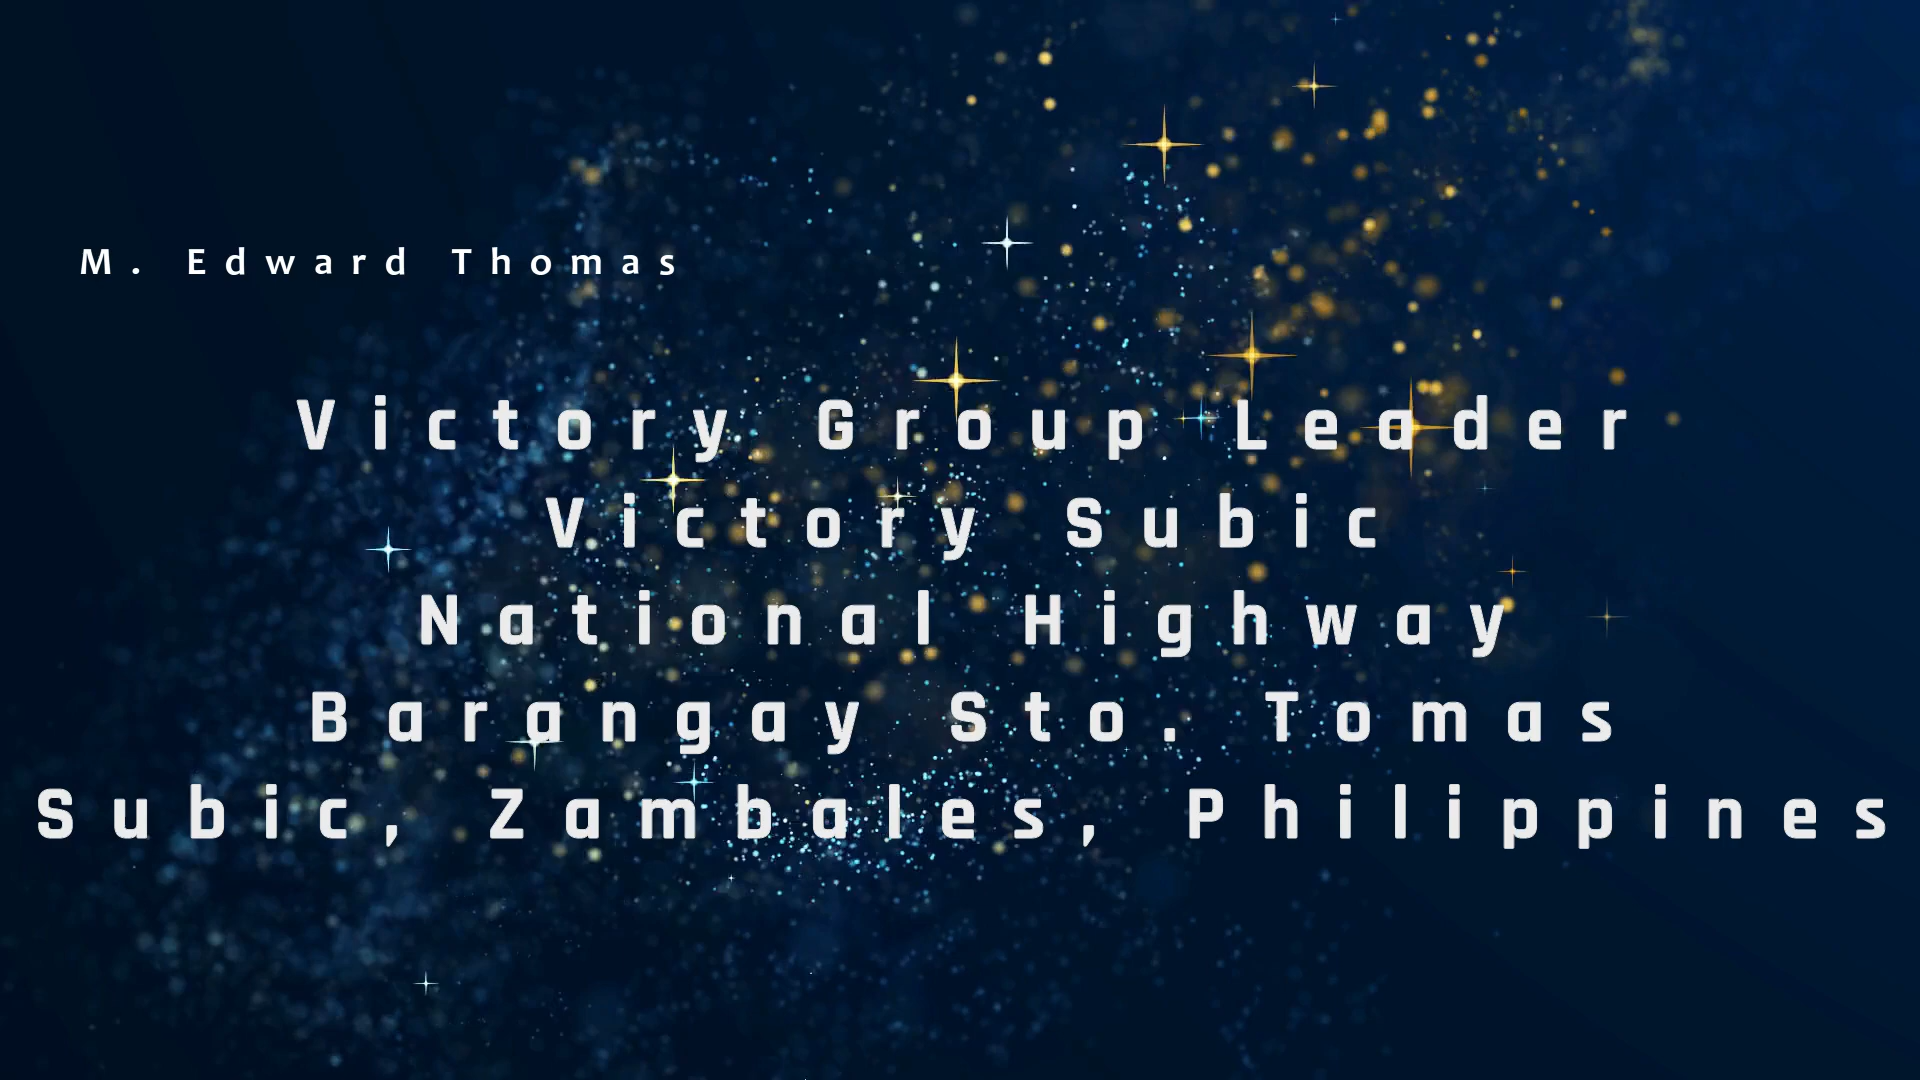 M. Edward Thomas
Victory Group Leader
Victory Subic
National Highway
Barangay Sto. Tomas
Subic, Zambales, Philippines